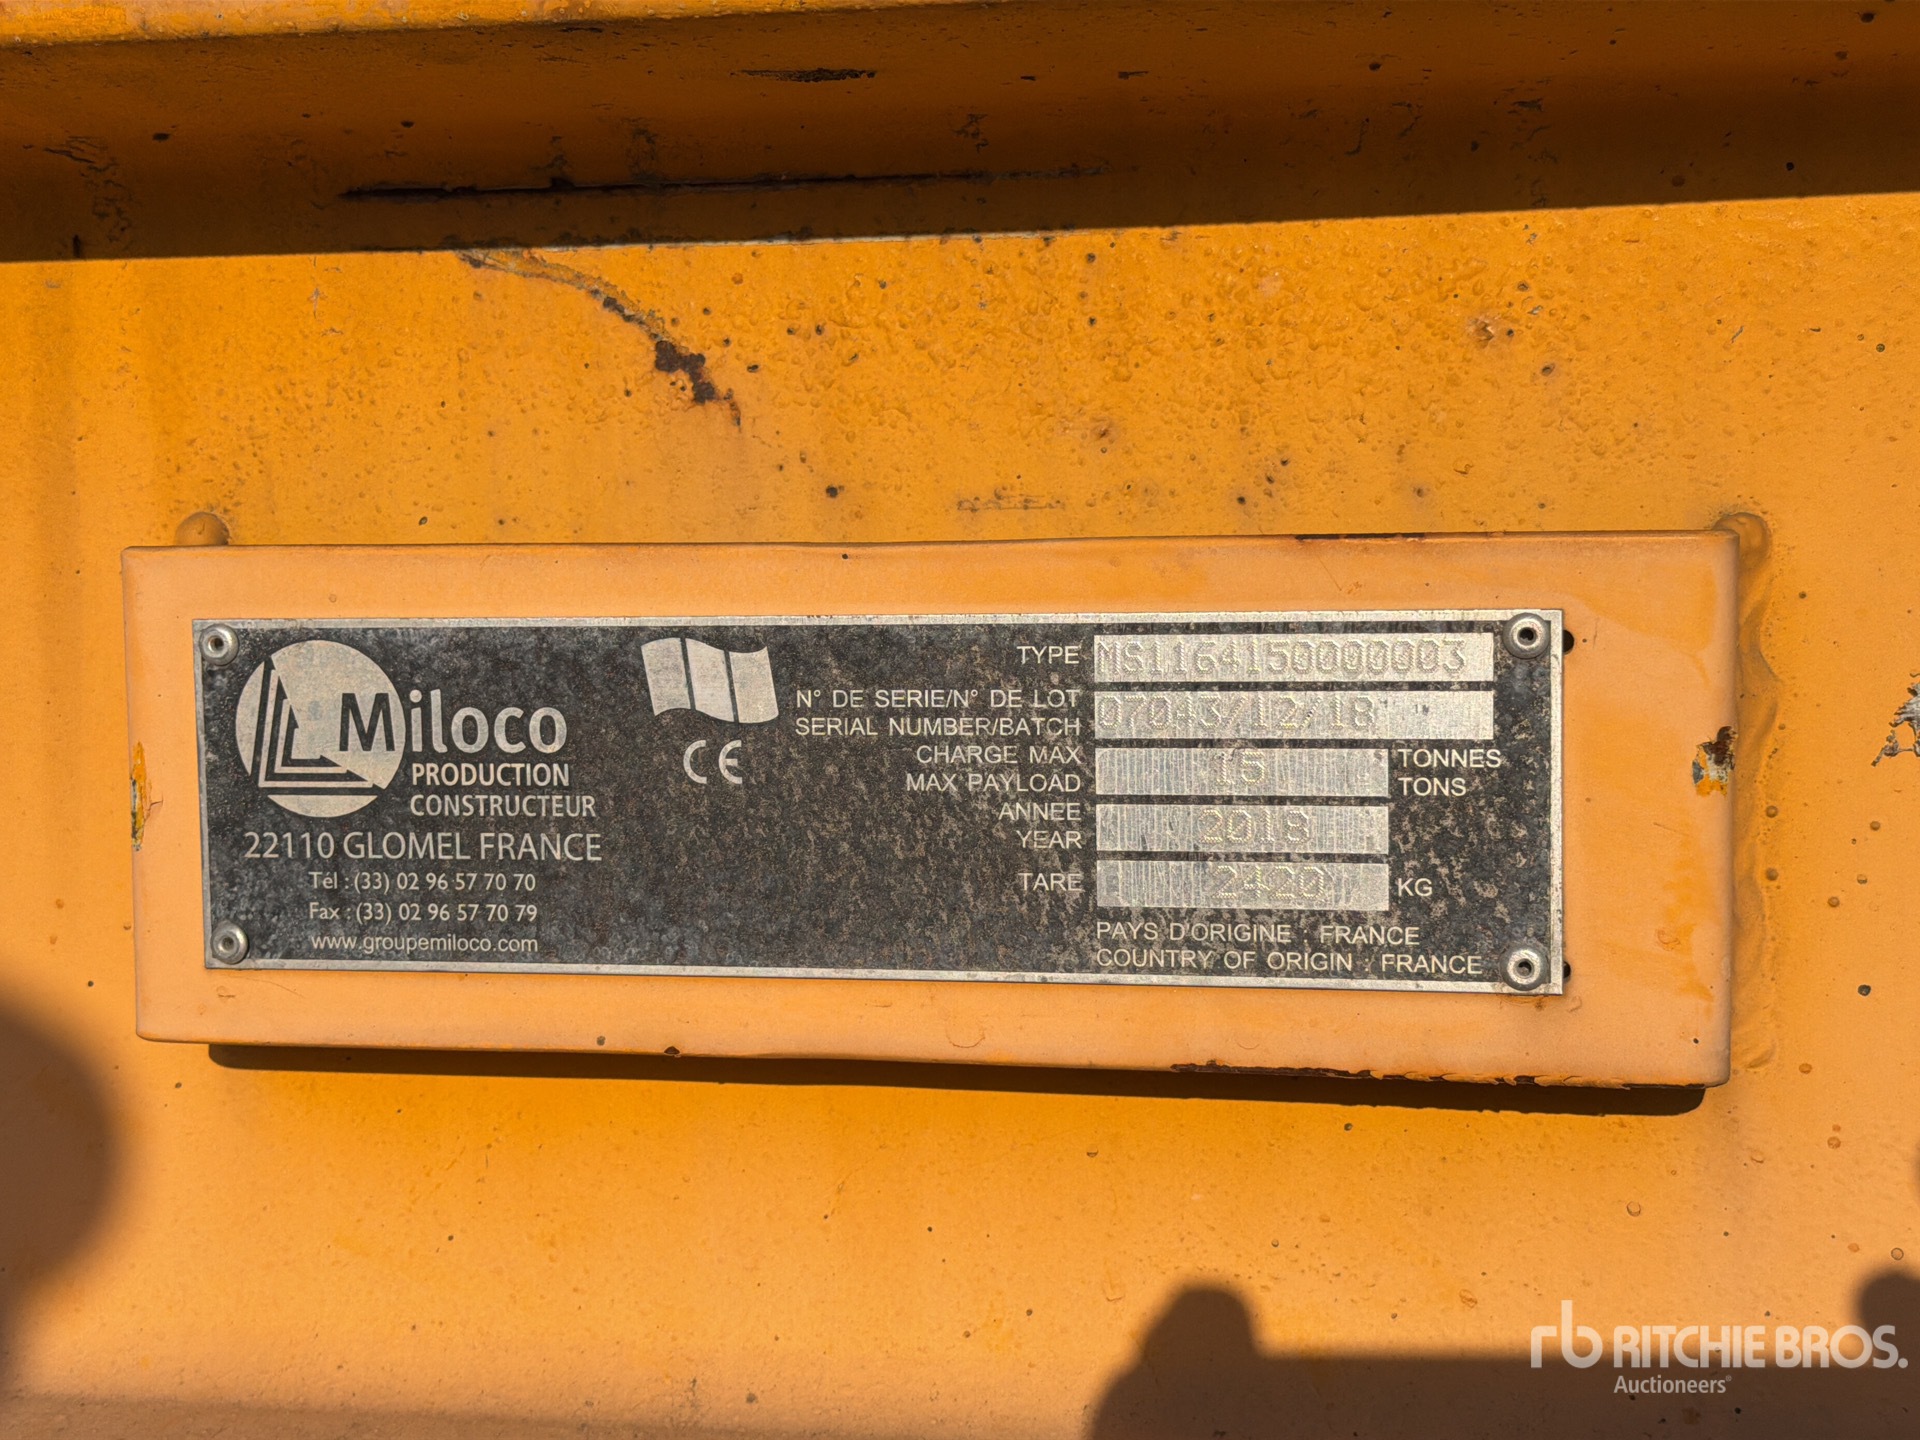 Miloco
PRODUCTION
CONSTRUCTEUR
22110 GLOMEL FRANCE
Tél : (33) 02 96 57 70 70
Fax : (33) 02 96 57 70 79
www.groupemiloco.com
CE
TYPE MS1164150000003
N° DE SERIE/N° DE LOT
SERIAL NUMBER/BATCH 07043/12/18
CHARGE MAX
MAX PAYLOAD 15 TONNES
TONS
ANNEE
YEAR 2018
TARE 2420 KG
PAYS D'ORIGINE : FRANCE
COUNTRY OF ORIGIN : FRANCE
rb RITCHIE BROS.
Auctioneers